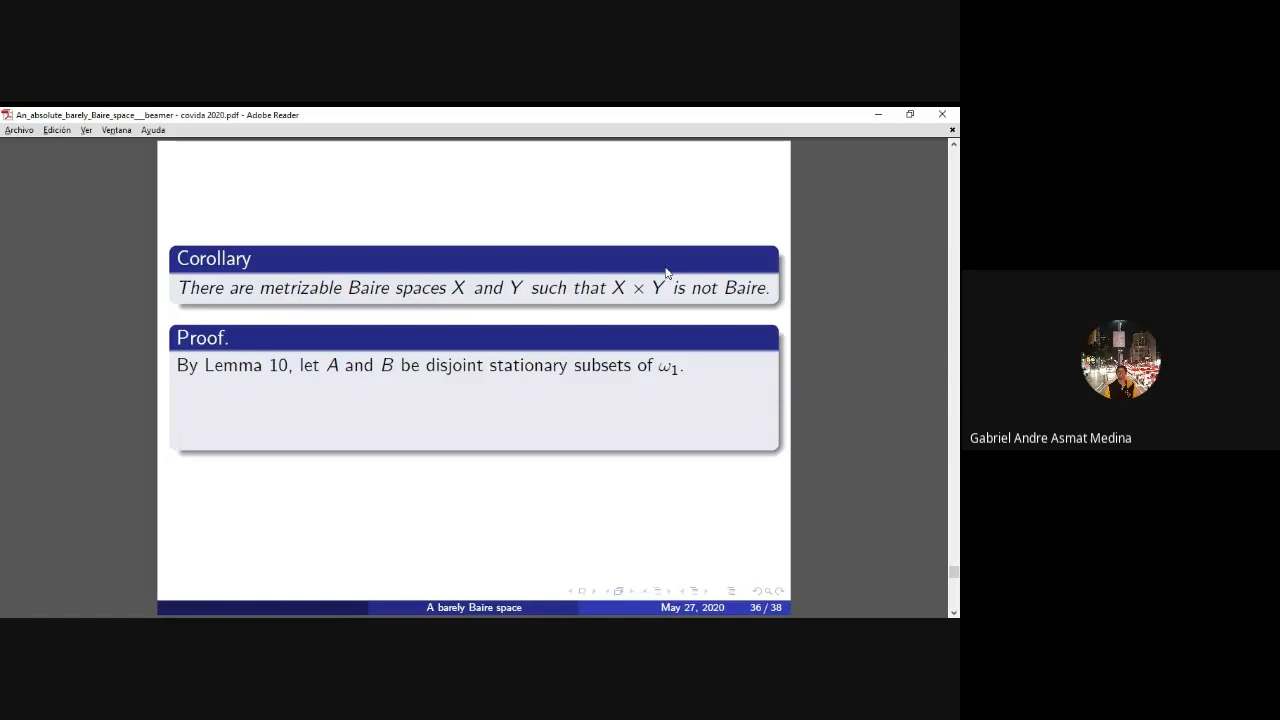 An_absolute_barely_Baire_space__beamer - covida 2020.pdf - Adobe Reader
Archivo Edición Ver Ventana Ayuda
Corollary
There are metrizable Baire spaces X and Y such that X × Y is not Baire.
Proof.
By Lemma 10, let A and B be disjoint stationary subsets of ω₁.
Gabriel Andre Asmat Medina
A barely Baire space May 27, 2020 36 / 38